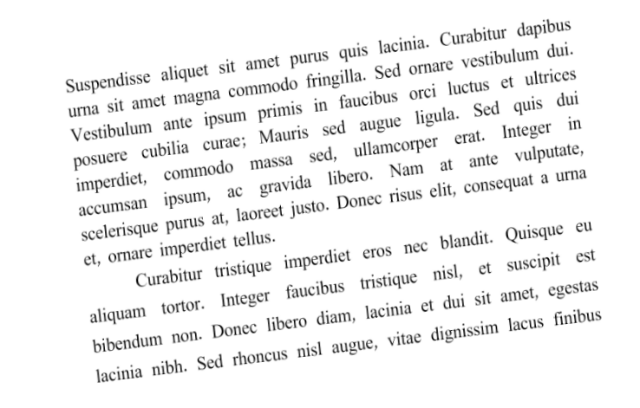 Suspendisse aliquet sit amet purus quis lacinia. Curabitur dapibus
urna sit amet magna commodo fringilla. Sed ornare vestibulum dui.
Vestibulum ante ipsum primis in faucibus orci luctus et ultrices
posuere cubilia curae; Mauris sed augue ligula. Sed quis dui
imperdiet, commodo massa sed, ullamcorper erat. Integer in
accumsan ipsum, ac gravida libero. Nam at ante vulputate,
scelerisque purus at, laoreet justo. Donec risus elit, consequat a urna
et, ornare imperdiet tellus.
Curabitur tristique imperdiet eros nec blandit. Quisque eu
aliquam tortor. Integer faucibus tristique nisl, et suscipit est
bibendum non. Donec libero diam, lacinia et dui sit amet, egestas
lacinia nibh. Sed rhoncus nisl augue, vitae dignissim lacus finibus